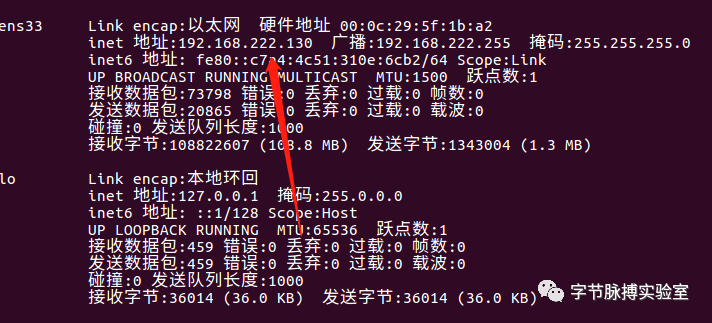 ens33 Link encap:以太网 硬件地址 00:0c:29:5f:1b:a2
inet 地址:192.168.222.130 广播:192.168.222.255 掩码:255.255.255.0
inet6 地址: fe80::c7a4:4c51:310e:6cb2/64 Scope:Link
UP BROADCAST RUNNING MULTICAST MTU:1500 跃点数:1
接收数据包:73798 错误:0 丢弃:0 过载:0 帧数:0
发送数据包:20865 错误:0 丢弃:0 过载:0 载波:0
碰撞:0 发送队列长度:1000
接收字节:108822607 (108.8 MB) 发送字节:1343004 (1.3 MB)
lo Link encap:本地环回
inet 地址:127.0.0.1 掩码:255.0.0.0
inet6 地址: ::1/128 Scope:Host
UP LOOPBACK RUNNING MTU:65536 跃点数:1
接收数据包:459 错误:0 丢弃:0 过载:0 帧数:0
发送数据包:459 错误:0 丢弃:0 过载:0 载波:0
碰撞:0 发送队列长度:1000
接收字节:36014 (36.0 KB) 发送字节:36014 (36.0 KB)
字节脉搏实验室